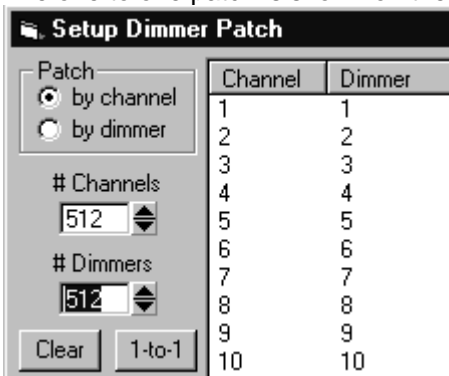 Setup Dimmer Patch
Patch
by channel
by dimmer
# Channels
512
# Dimmers
512
Clear
1-to-1
Channel Dimmer
1 1
2 2
3 3
4 4
5 5
6 6
7 7
8 8
9 9
10 10